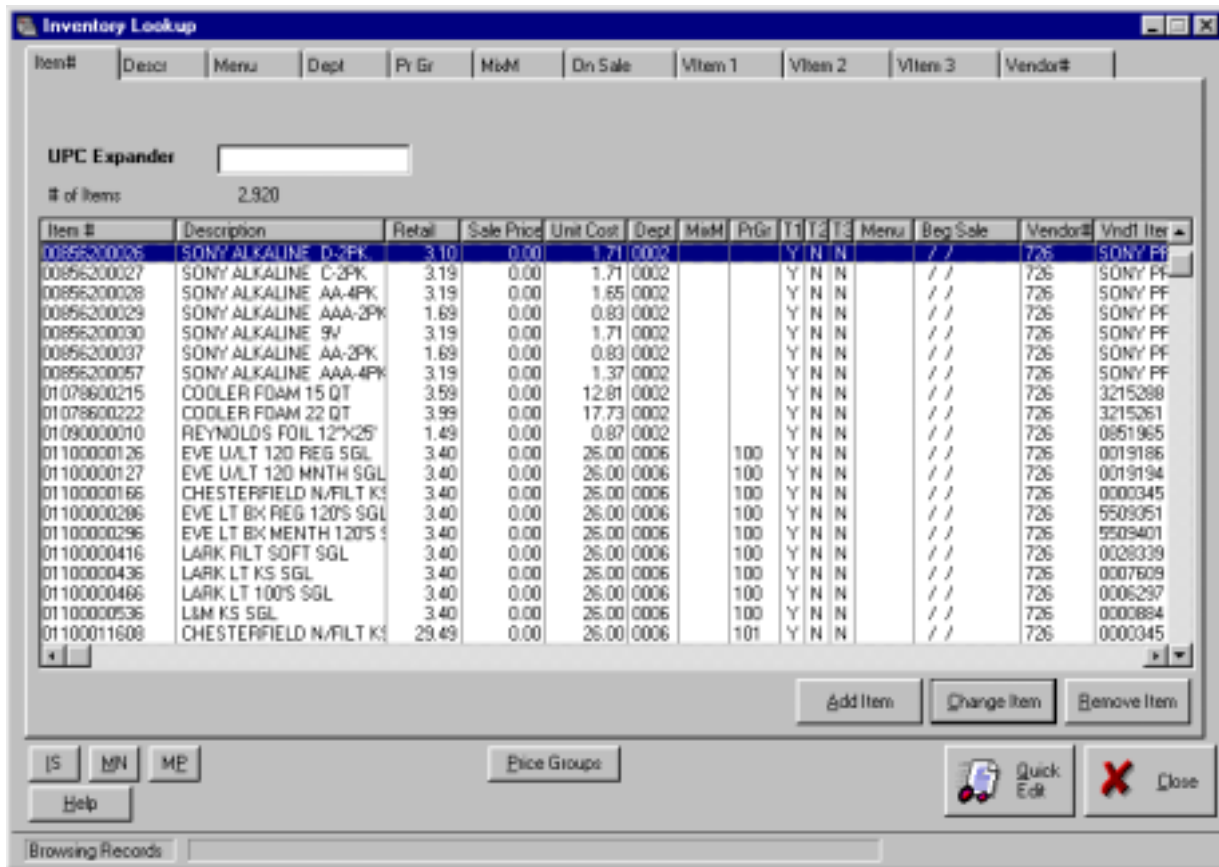 Inventory Lookup
Item# Descr Menu Dept Pr Gr MixM On Sale VItem 1 VItem 2 VItem 3 Vendor#
UPC Expander
# of Items 2,920
Item # Description Retail Sale Price Unit Cost Dept MixM PrGr T1 T2 T3 Menu Beg Sale Vendor# Vnd1 Iter
00856200026 SONY ALKALINE D-2PK 3.10 0.00 1.71 0002 Y N N / / 726 SONY PF
00856200027 SONY ALKALINE C-2PK 3.19 0.00 1.71 0002 Y N N / / 726 SONY PF
00856200028 SONY ALKALINE AA-4PK 3.19 0.00 1.65 0002 Y N N / / 726 SONY PF
00856200029 SONY ALKALINE AAA-2PK 1.69 0.00 0.83 0002 Y N N / / 726 SONY PF
00856200030 SONY ALKALINE 9V 3.19 0.00 1.71 0002 Y N N / / 726 SONY PF
00856200037 SONY ALKALINE AA-2PK 1.69 0.00 0.83 0002 Y N N / / 726 SONY PF
00856200057 SONY ALKALINE AAA-4PK 3.19 0.00 1.37 0002 Y N N / / 726 SONY PF
01078600215 COOLER FOAM 15 QT 3.59 0.00 12.81 0002 Y N N / / 726 3215288
01078600222 COOLER FOAM 22 QT 3.99 0.00 17.73 0002 Y N N / / 726 3215261
01090000010 REYNOLDS FOIL 12"X25' 1.49 0.00 0.87 0002 Y N N / / 726 0851965
01100000126 EVE U/LT 120 REG SGL 3.40 0.00 26.00 0006 100 Y N N / / 726 0019186
01100000127 EVE U/LT 120 MNTH SGL 3.40 0.00 26.00 0006 100 Y N N / / 726 0019194
01100000166 CHESTERFIELD N/FILT KS 3.40 0.00 26.00 0006 100 Y N N / / 726 0000345
01100000286 EVE LT BX REG 120'S SGL 3.40 0.00 26.00 0006 100 Y N N / / 726 5509351
01100000296 EVE LT BX MENTH 120'S S 3.40 0.00 26.00 0006 100 Y N N / / 726 5509401
01100000416 LARK FILT SOFT SGL 3.40 0.00 26.00 0006 100 Y N N / / 726 0028339
01100000436 LARK LT KS SGL 3.40 0.00 26.00 0006 100 Y N N / / 726 0007609
01100000466 LARK LT 100'S SGL 3.40 0.00 26.00 0006 100 Y N N / / 726 0006297
01100000536 L&M KS SGL 3.40 0.00 26.00 0006 100 Y N N / / 726 0000884
01100011608 CHESTERFIELD N/FILT KS 29.49 0.00 26.00 0006 101 Y N N / / 726 0000345
Add Item Change Item Remove Item
IS MN MP Price Groups Quick Edit Close
Help
Browsing Records